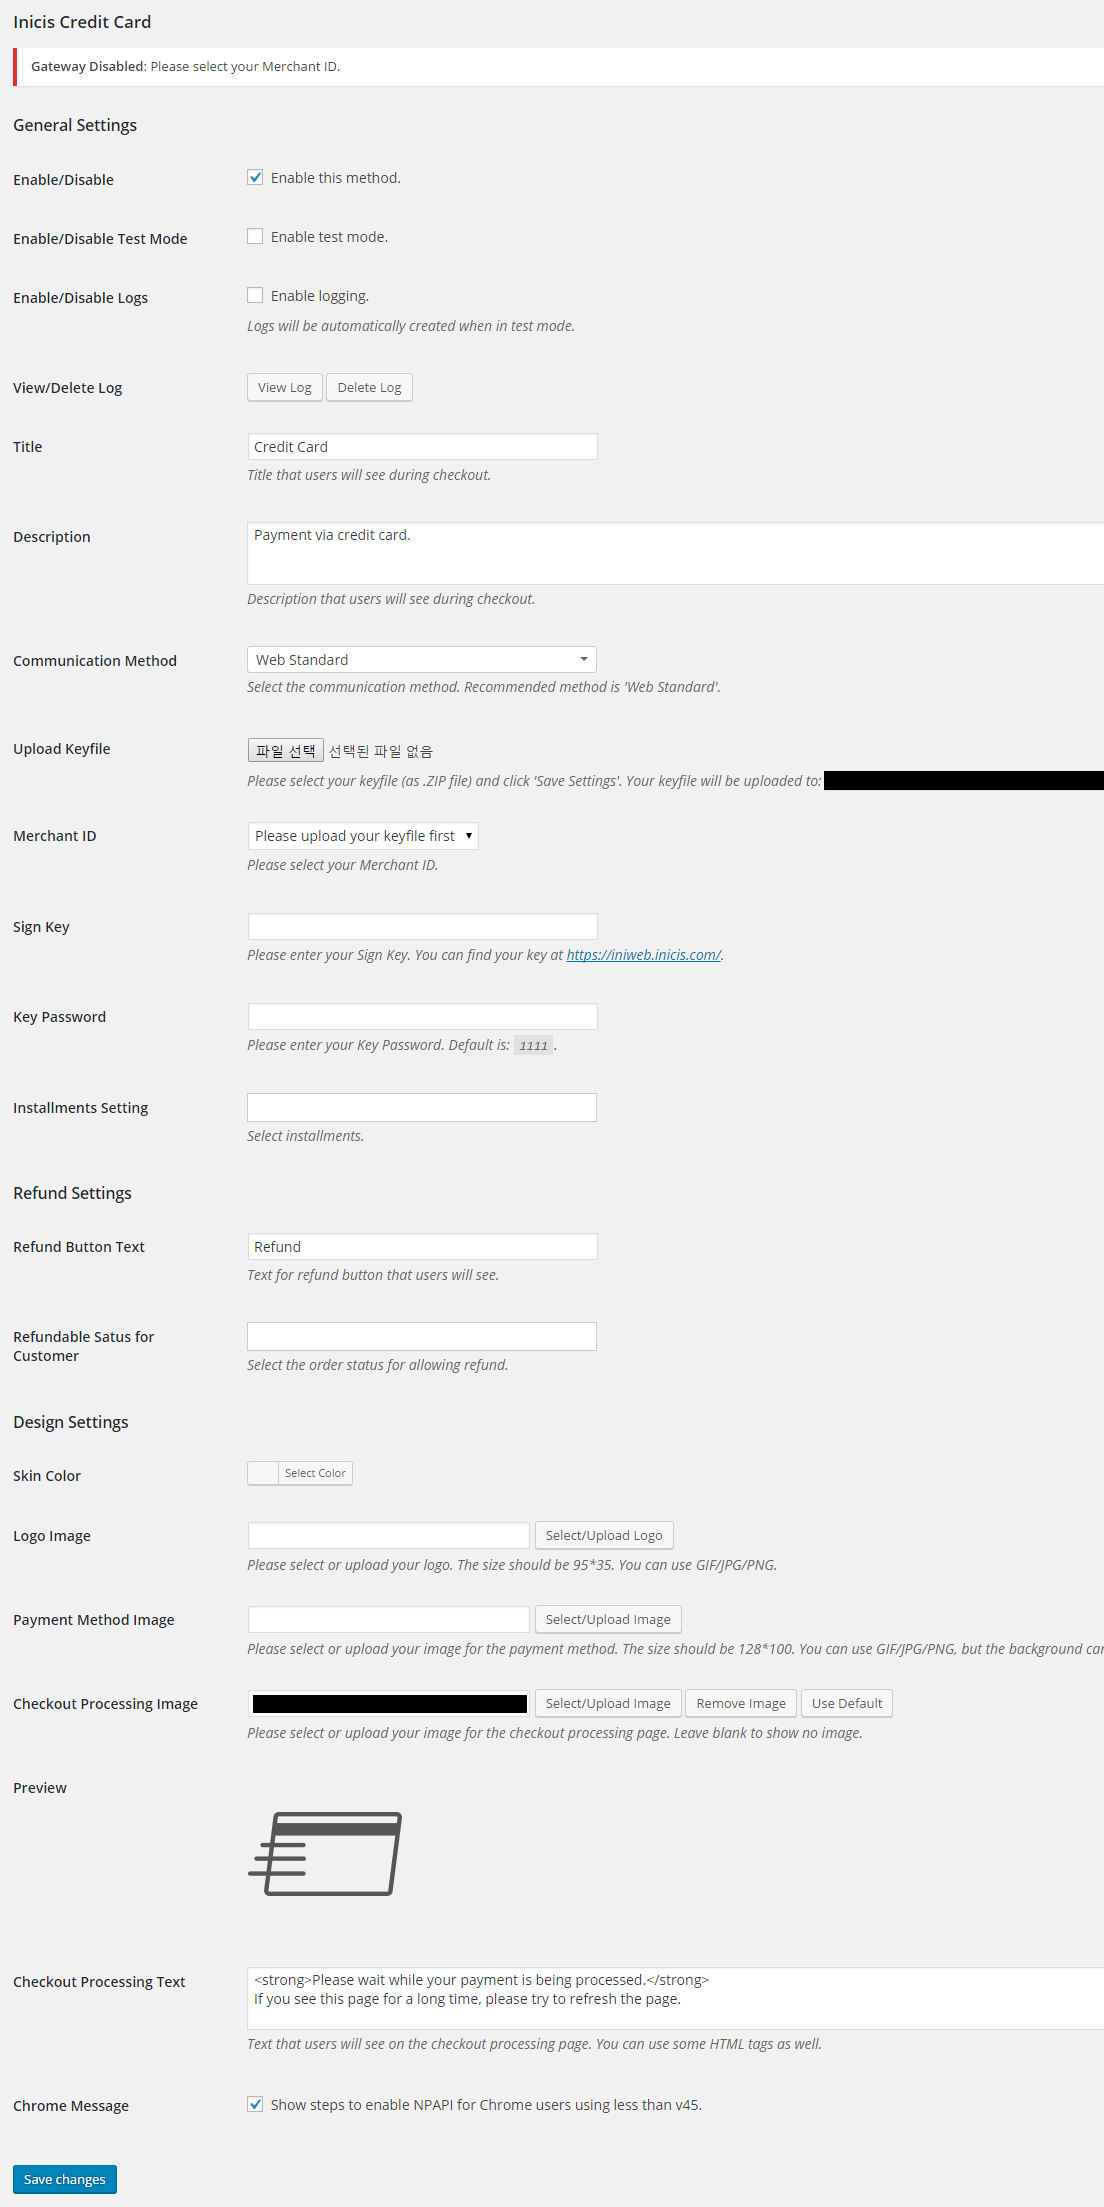 Inicis Credit Card
Gateway Disabled: Please select your Merchant ID.
General Settings
Enable/Disable
Enable this method.
Enable/Disable Test Mode
Enable test mode.
Enable/Disable Logs
Enable logging.
Logs will be automatically created when in test mode.
View/Delete Log
View Log
Delete Log
Title
Credit Card
Title that users will see during checkout.
Description
Payment via credit card.
Description that users will see during checkout.
Communication Method
Web Standard
Select the communication method. Recommended method is 'Web Standard'.
Upload Keyfile
파일 선택 선택된 파일 없음
Please select your keyfile (as .ZIP file) and click 'Save Settings'. Your keyfile will be uploaded to:
Merchant ID
Please upload your keyfile first
Please select your Merchant ID.
Sign Key
Please enter your Sign Key. You can find your key at https://iniweb.inicis.com/.
Key Password
Please enter your Key Password. Default is: 1111 .
Installments Setting
Select installments.
Refund Settings
Refund Button Text
Refund
Text for refund button that users will see.
Refundable Satus for
Customer
Select the order status for allowing refund.
Design Settings
Skin Color
Select Color
Logo Image
Select/Upload Logo
Please select or upload your logo. The size should be 95*35. You can use GIF/JPG/PNG.
Payment Method Image
Select/Upload Image
Please select or upload your image for the payment method. The size should be 128*100. You can use GIF/JPG/PNG, but the background
Checkout Processing Image
Select/Upload Image
Remove Image
Use Default
Please select or upload your image for the checkout processing page. Leave blank to show no image.
Preview
Checkout Processing Text
<strong>Please wait while your payment is being processed.</strong>
If you see this page for a long time, please try to refresh the page.
Text that users will see on the checkout processing page. You can use some HTML tags as well.
Chrome Message
Show steps to enable NPAPI for Chrome users using less than v45.
Save changes